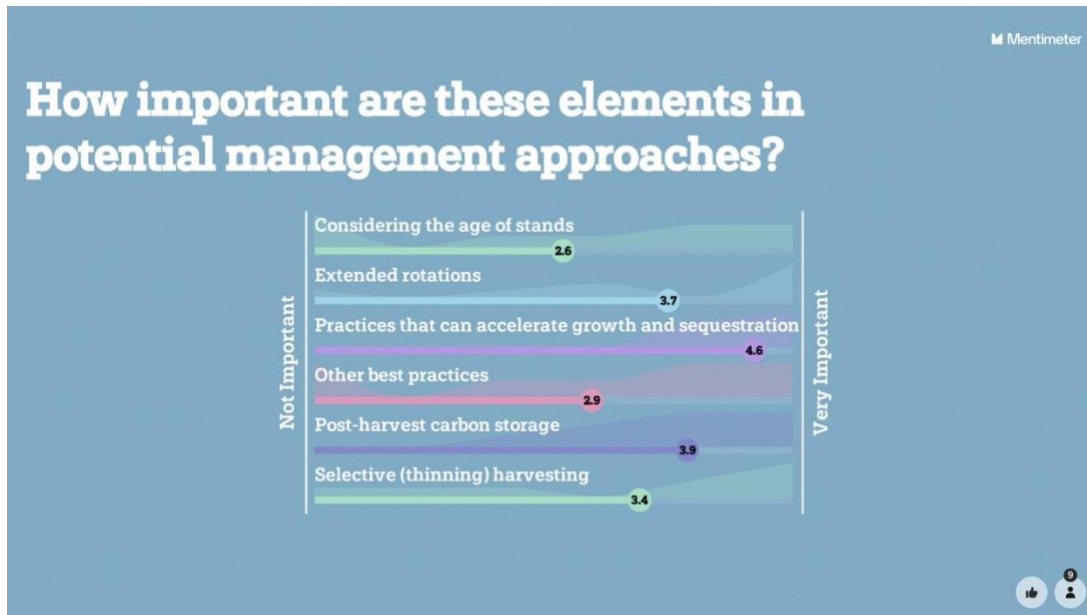 Mentimeter
How important are these elements in
potential management approaches?
Considering the age of stands
2.6
Extended rotations
3.7
Practices that can accelerate growth and sequestration
4.6
Other best practices
2.9
Post-harvest carbon storage
3.9
Selective (thinning) harvesting
3.4
Not Important
Very Important
9